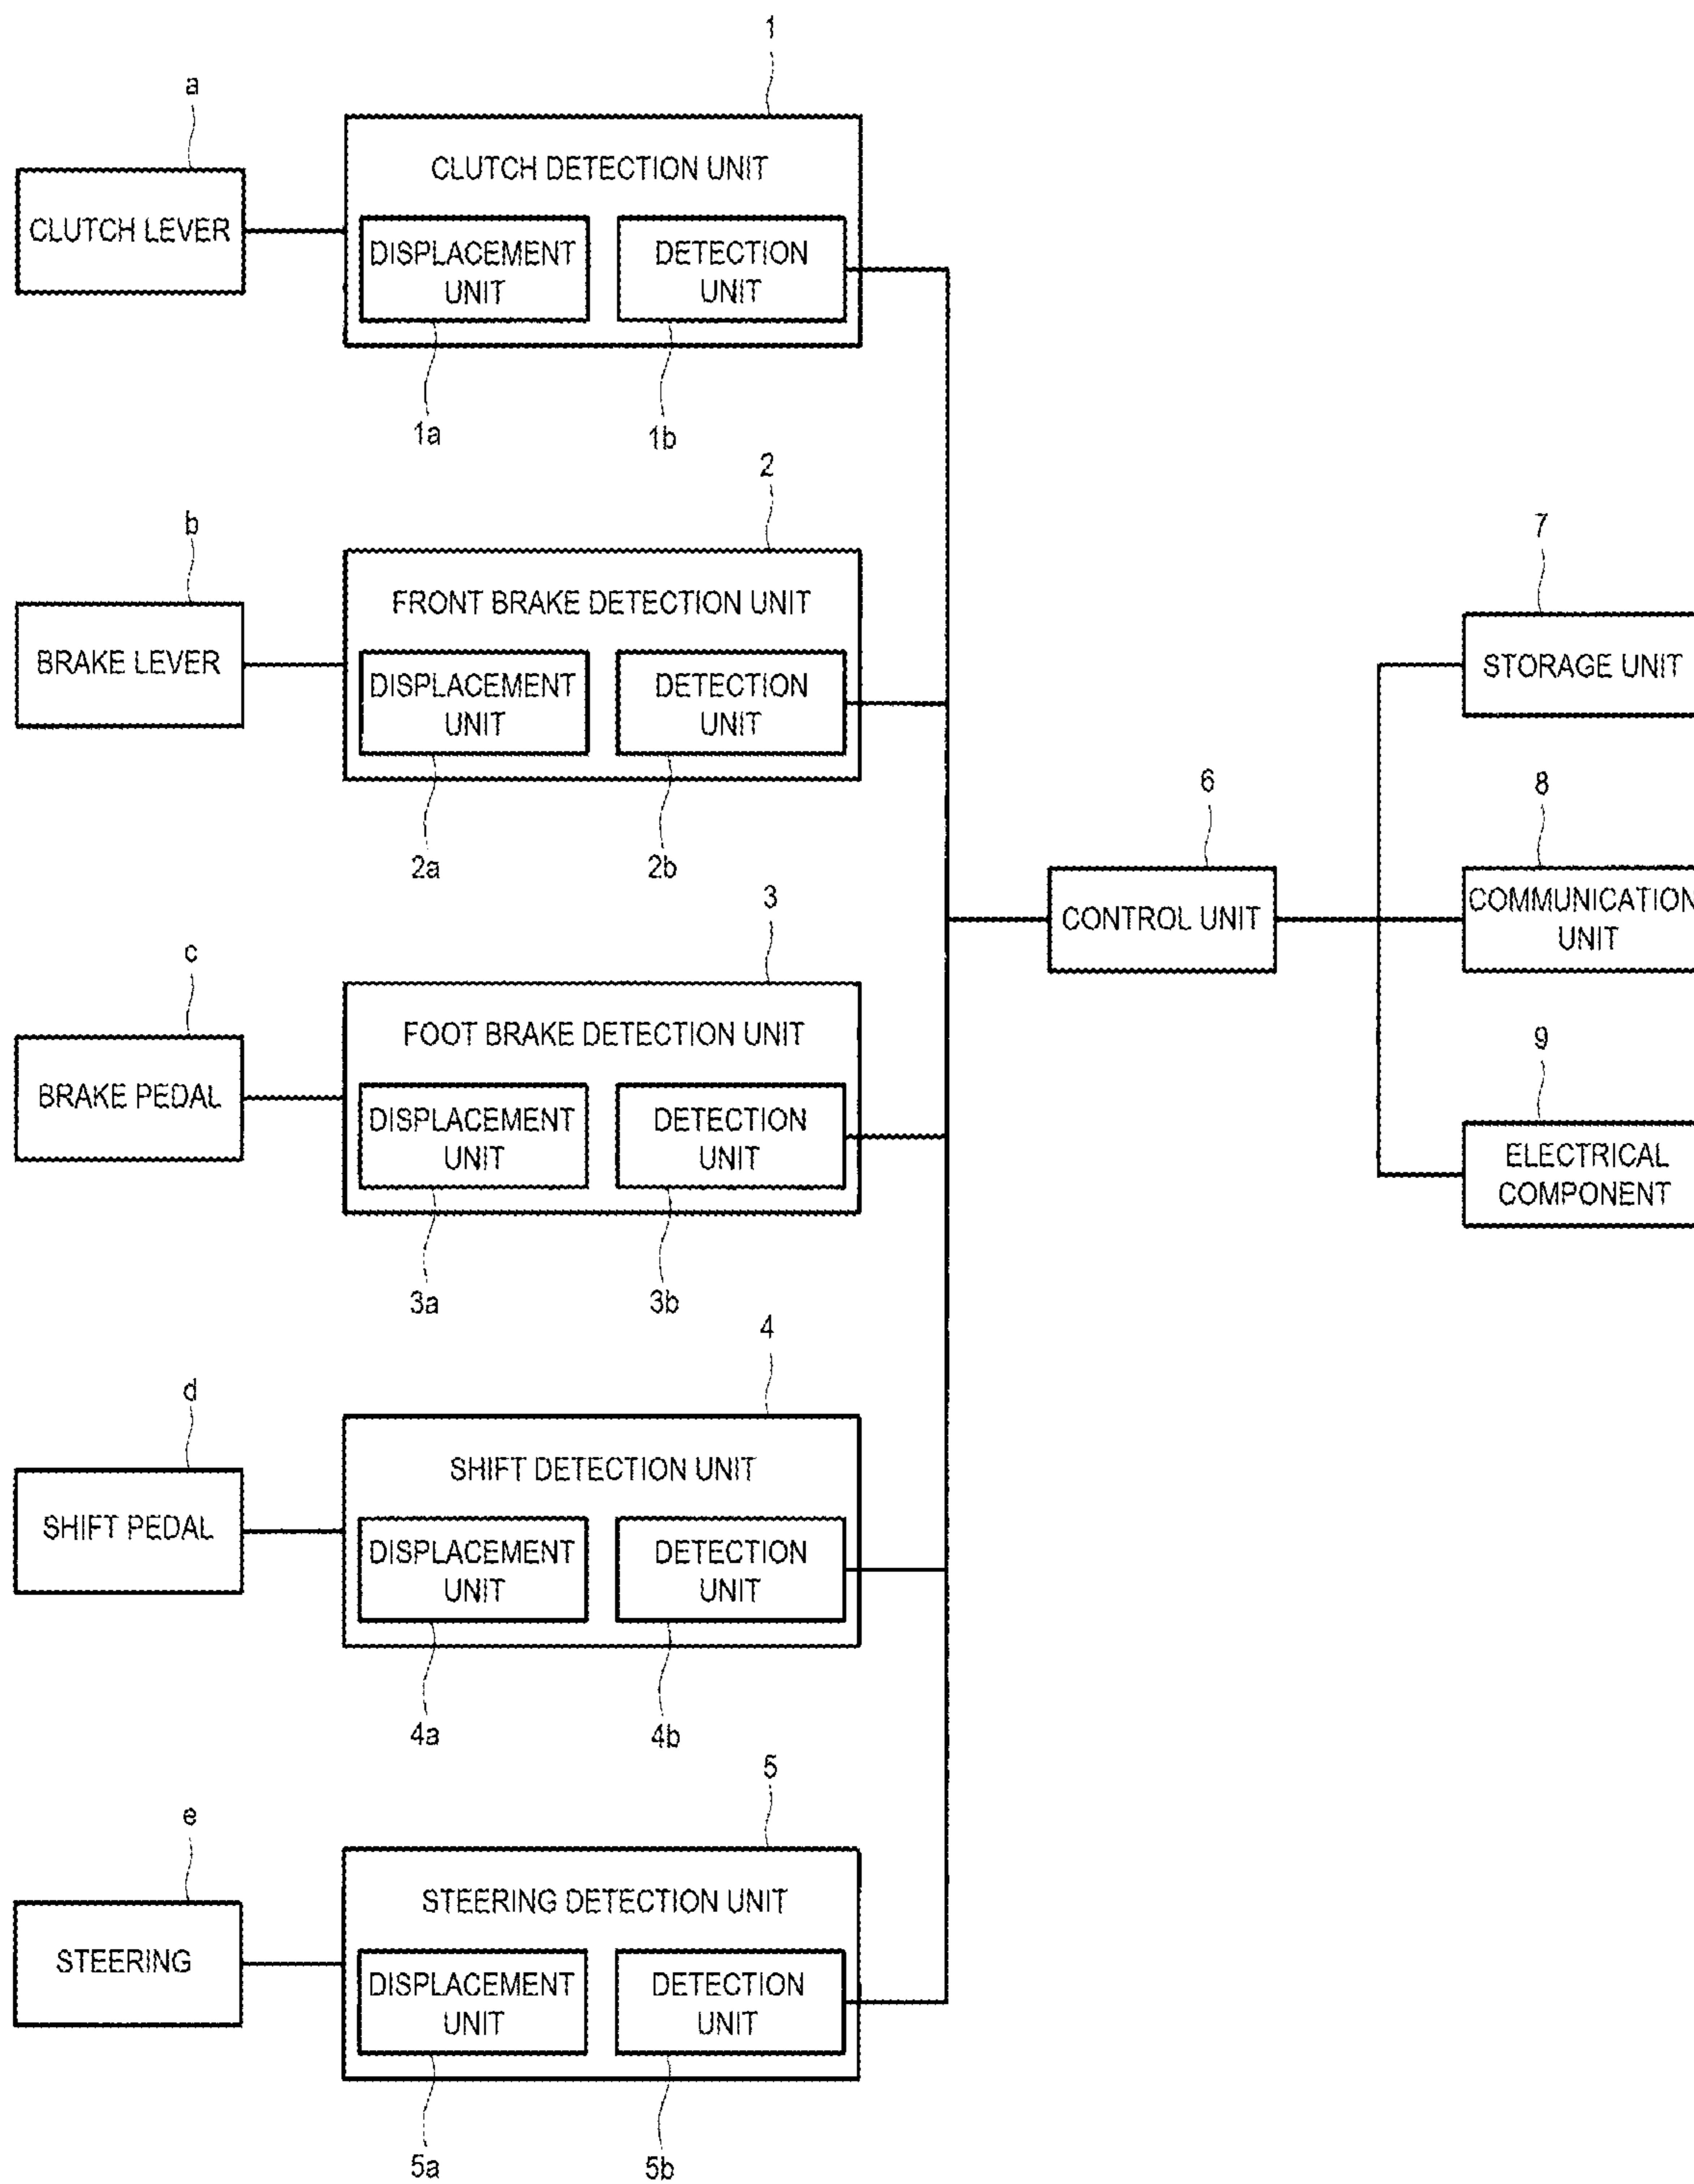 1
a
CLUTCH DETECTION UNIT
CLUTCH LEVER
DISPLACEMENT
UNIT
DETECTION
UNIT
1a
1b
2
b
FRONT BRAKE DETECTION UNIT
BRAKE LEVER
DISPLACEMENT
UNIT
DETECTION
UNIT
2a
2b
3
c
FOOT BRAKE DETECTION UNIT
BRAKE PEDAL
DISPLACEMENT
UNIT
DETECTION
UNIT
3a
3b
4
d
SHIFT DETECTION UNIT
SHIFT PEDAL
DISPLACEMENT
UNIT
DETECTION
UNIT
4a
4b
5
e
STEERING DETECTION UNIT
STEERING
DISPLACEMENT
UNIT
DETECTION
UNIT
5a
5b
6
CONTROL UNIT
7
STORAGE UNIT
8
COMMUNICATION
UNIT
9
ELECTRICAL
COMPONENT